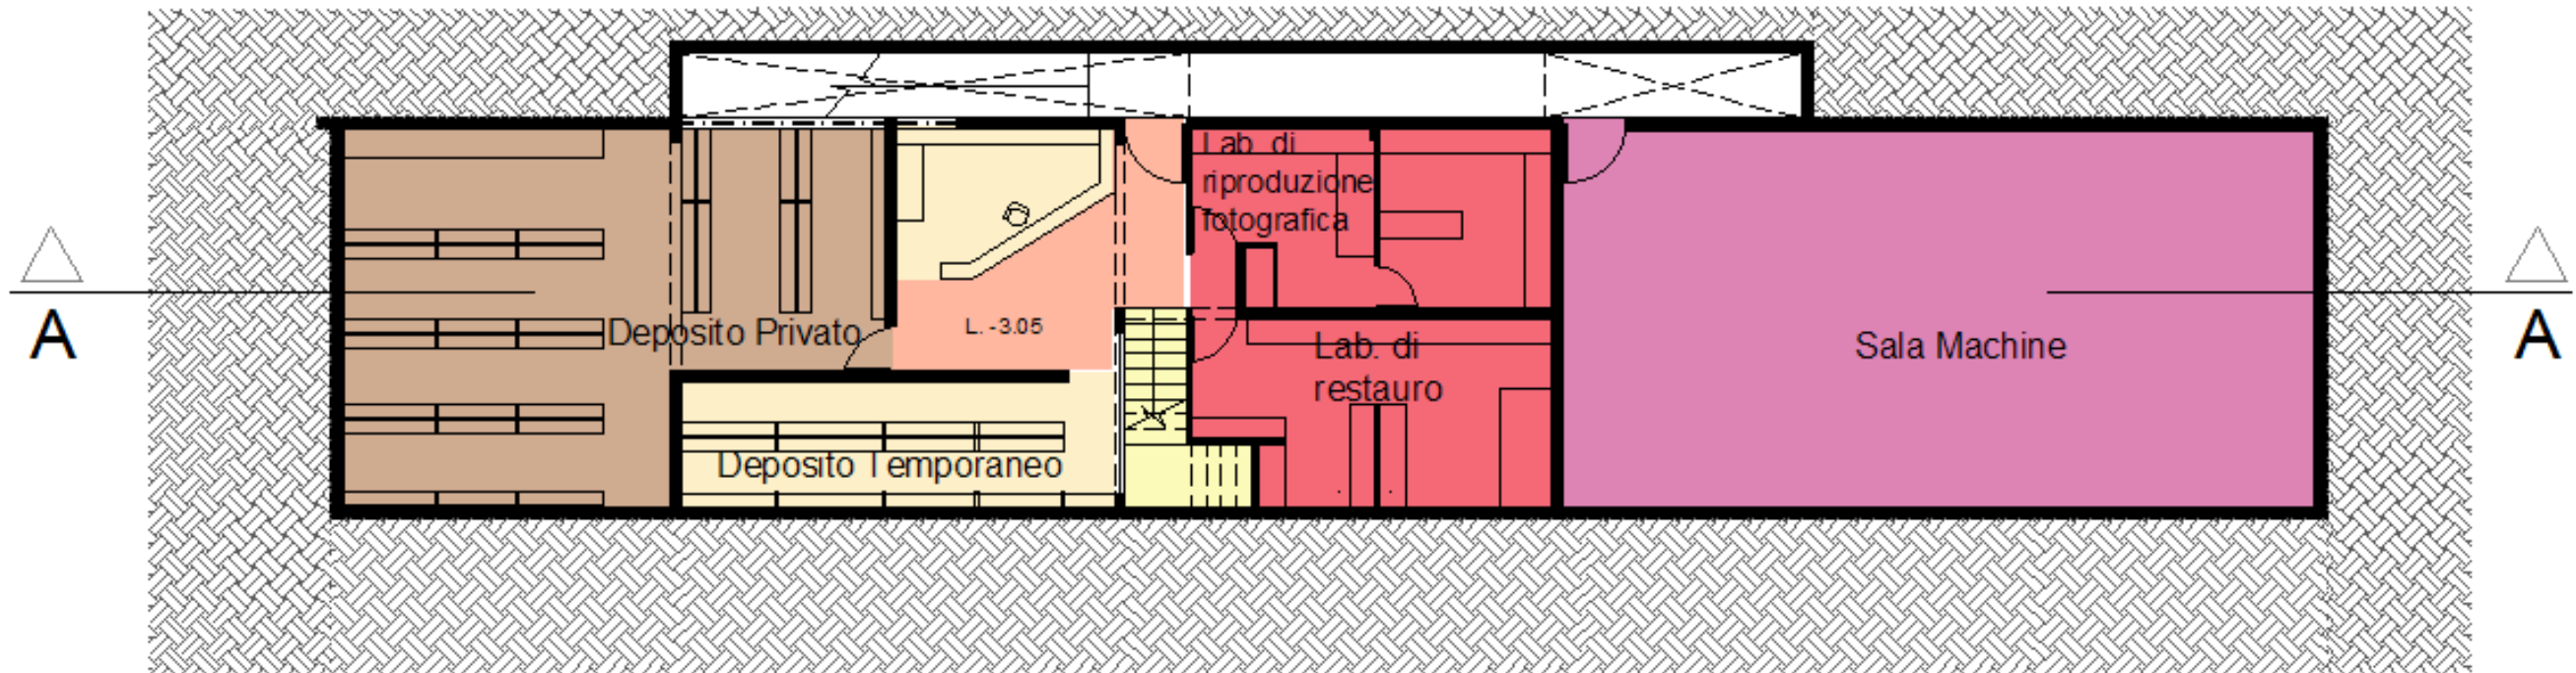 Lab. di
riproduzione
fotografica
Deposito Privato
L. -3.05
A
A
Sala Machine
Lab. di
restauro
Deposito Temporaneo